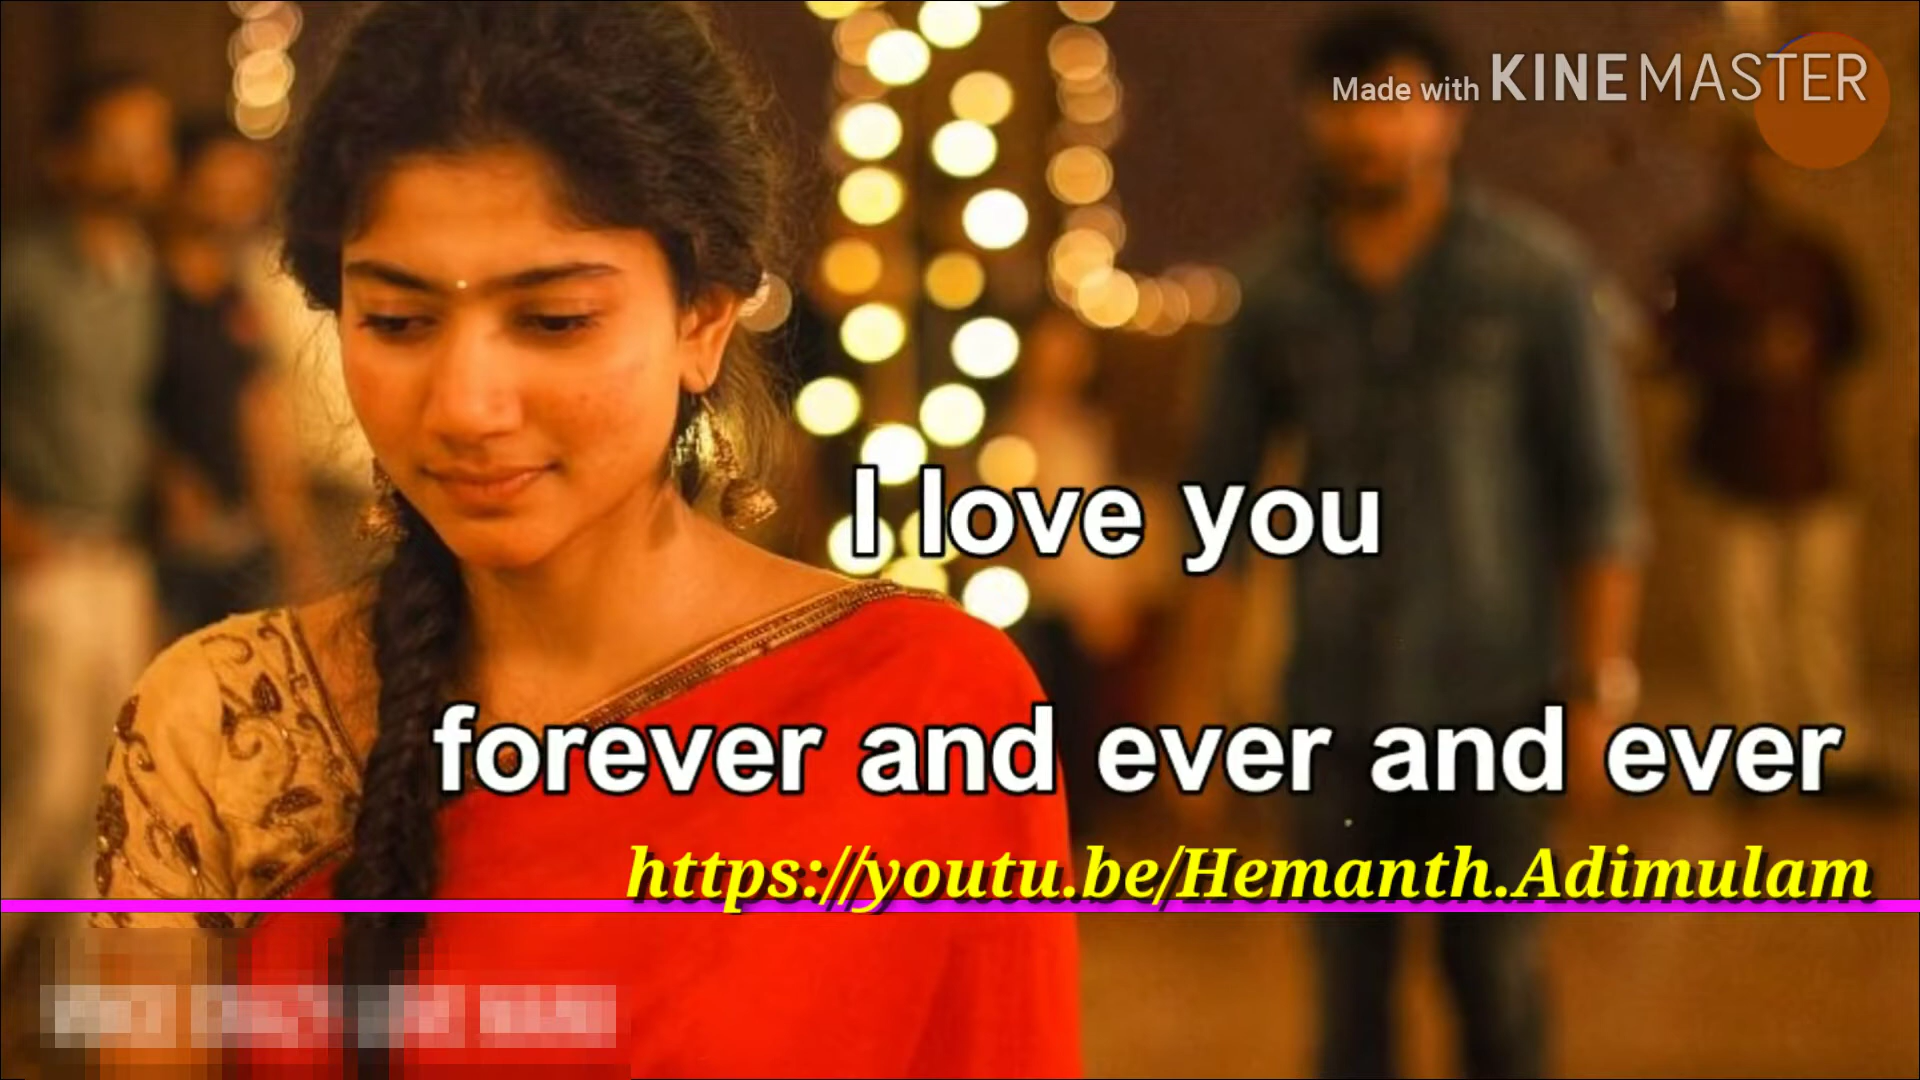 Made with KINEMASTER
I love you
forever and ever and ever
https://youtu.be/Hemanth.Adimulam